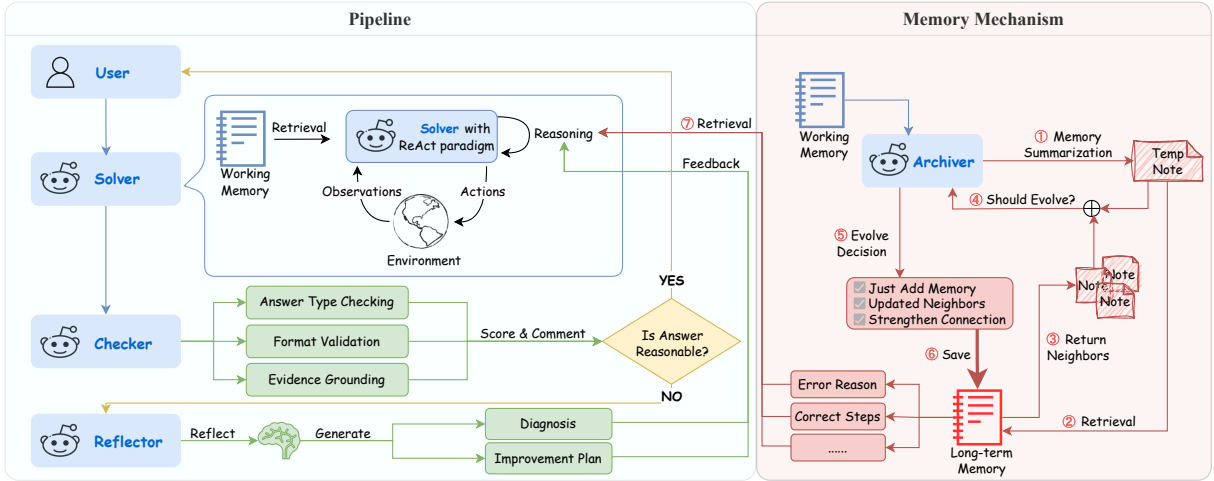 Pipeline
User
Solver
Working
Memory
Retrieval
Solver with
ReAct paradigm
Reasoning
Observations
Actions
Environment
Feedback
Checker
Answer Type Checking
Format Validation
Evidence Grounding
Score & Comment
Is Answer
Reasonable?
YES
NO
Reflector
Reflect
Generate
Diagnosis
Improvement Plan
Memory Mechanism
Working
Memory
Archiver
① Memory
Summarization
Temp
Note
④ Should Evolve?
⑤ Evolve
Decision
Just Add Memory
Updated Neighbors
Strengthen Connection
Note
Note
Note
③ Return
Neighbors
⑥ Save
② Retrieval
Long-term
Memory
Error Reason
Correct Steps
......
⑦ Retrieval